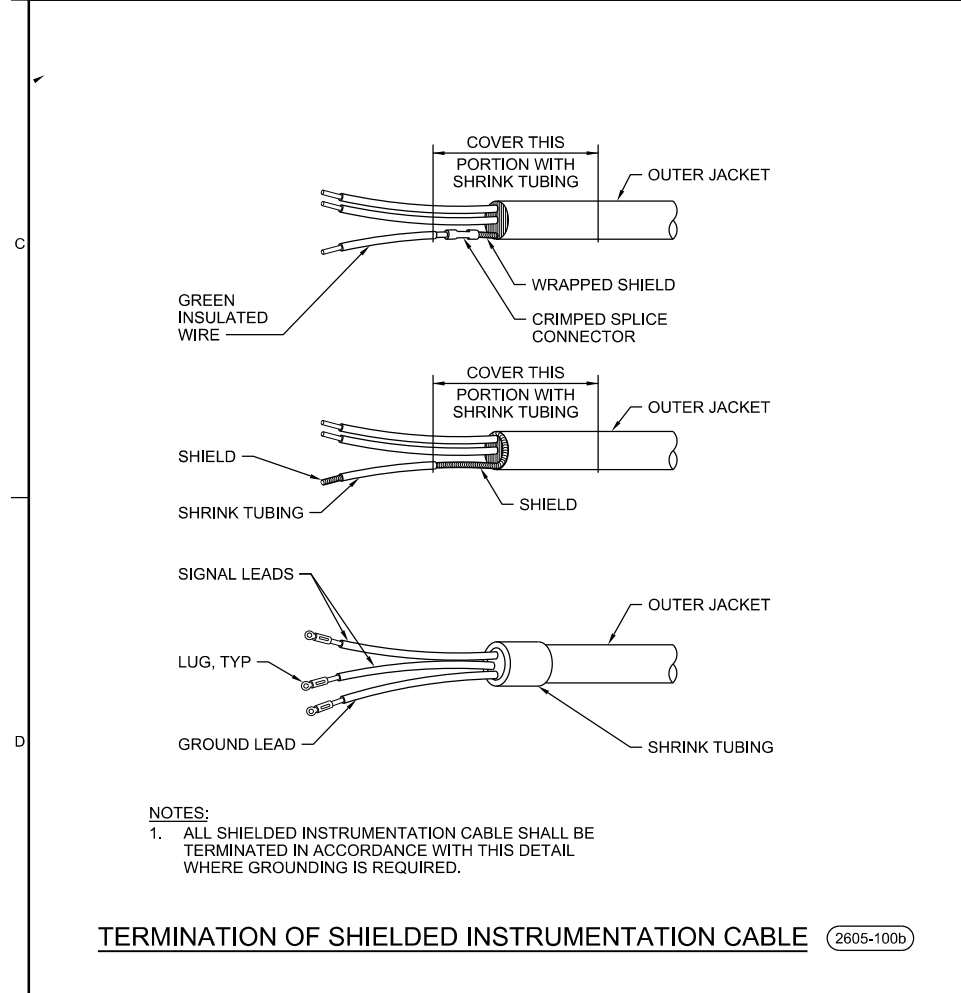 COVER THIS
PORTION WITH
SHRINK TUBING
OUTER JACKET
C
WRAPPED SHIELD
GREEN
INSULATED
WIRE
CRIMPED SPLICE
CONNECTOR
COVER THIS
PORTION WITH
SHRINK TUBING
OUTER JACKET
SHIELD
SHIELD
SHRINK TUBING
SIGNAL LEADS
OUTER JACKET
LUG, TYP
GROUND LEAD
SHRINK TUBING
D
NOTES:
1. ALL SHIELDED INSTRUMENTATION CABLE SHALL BE
TERMINATED IN ACCORDANCE WITH THIS DETAIL
WHERE GROUNDING IS REQUIRED.
TERMINATION OF SHIELDED INSTRUMENTATION CABLE 2605-100b